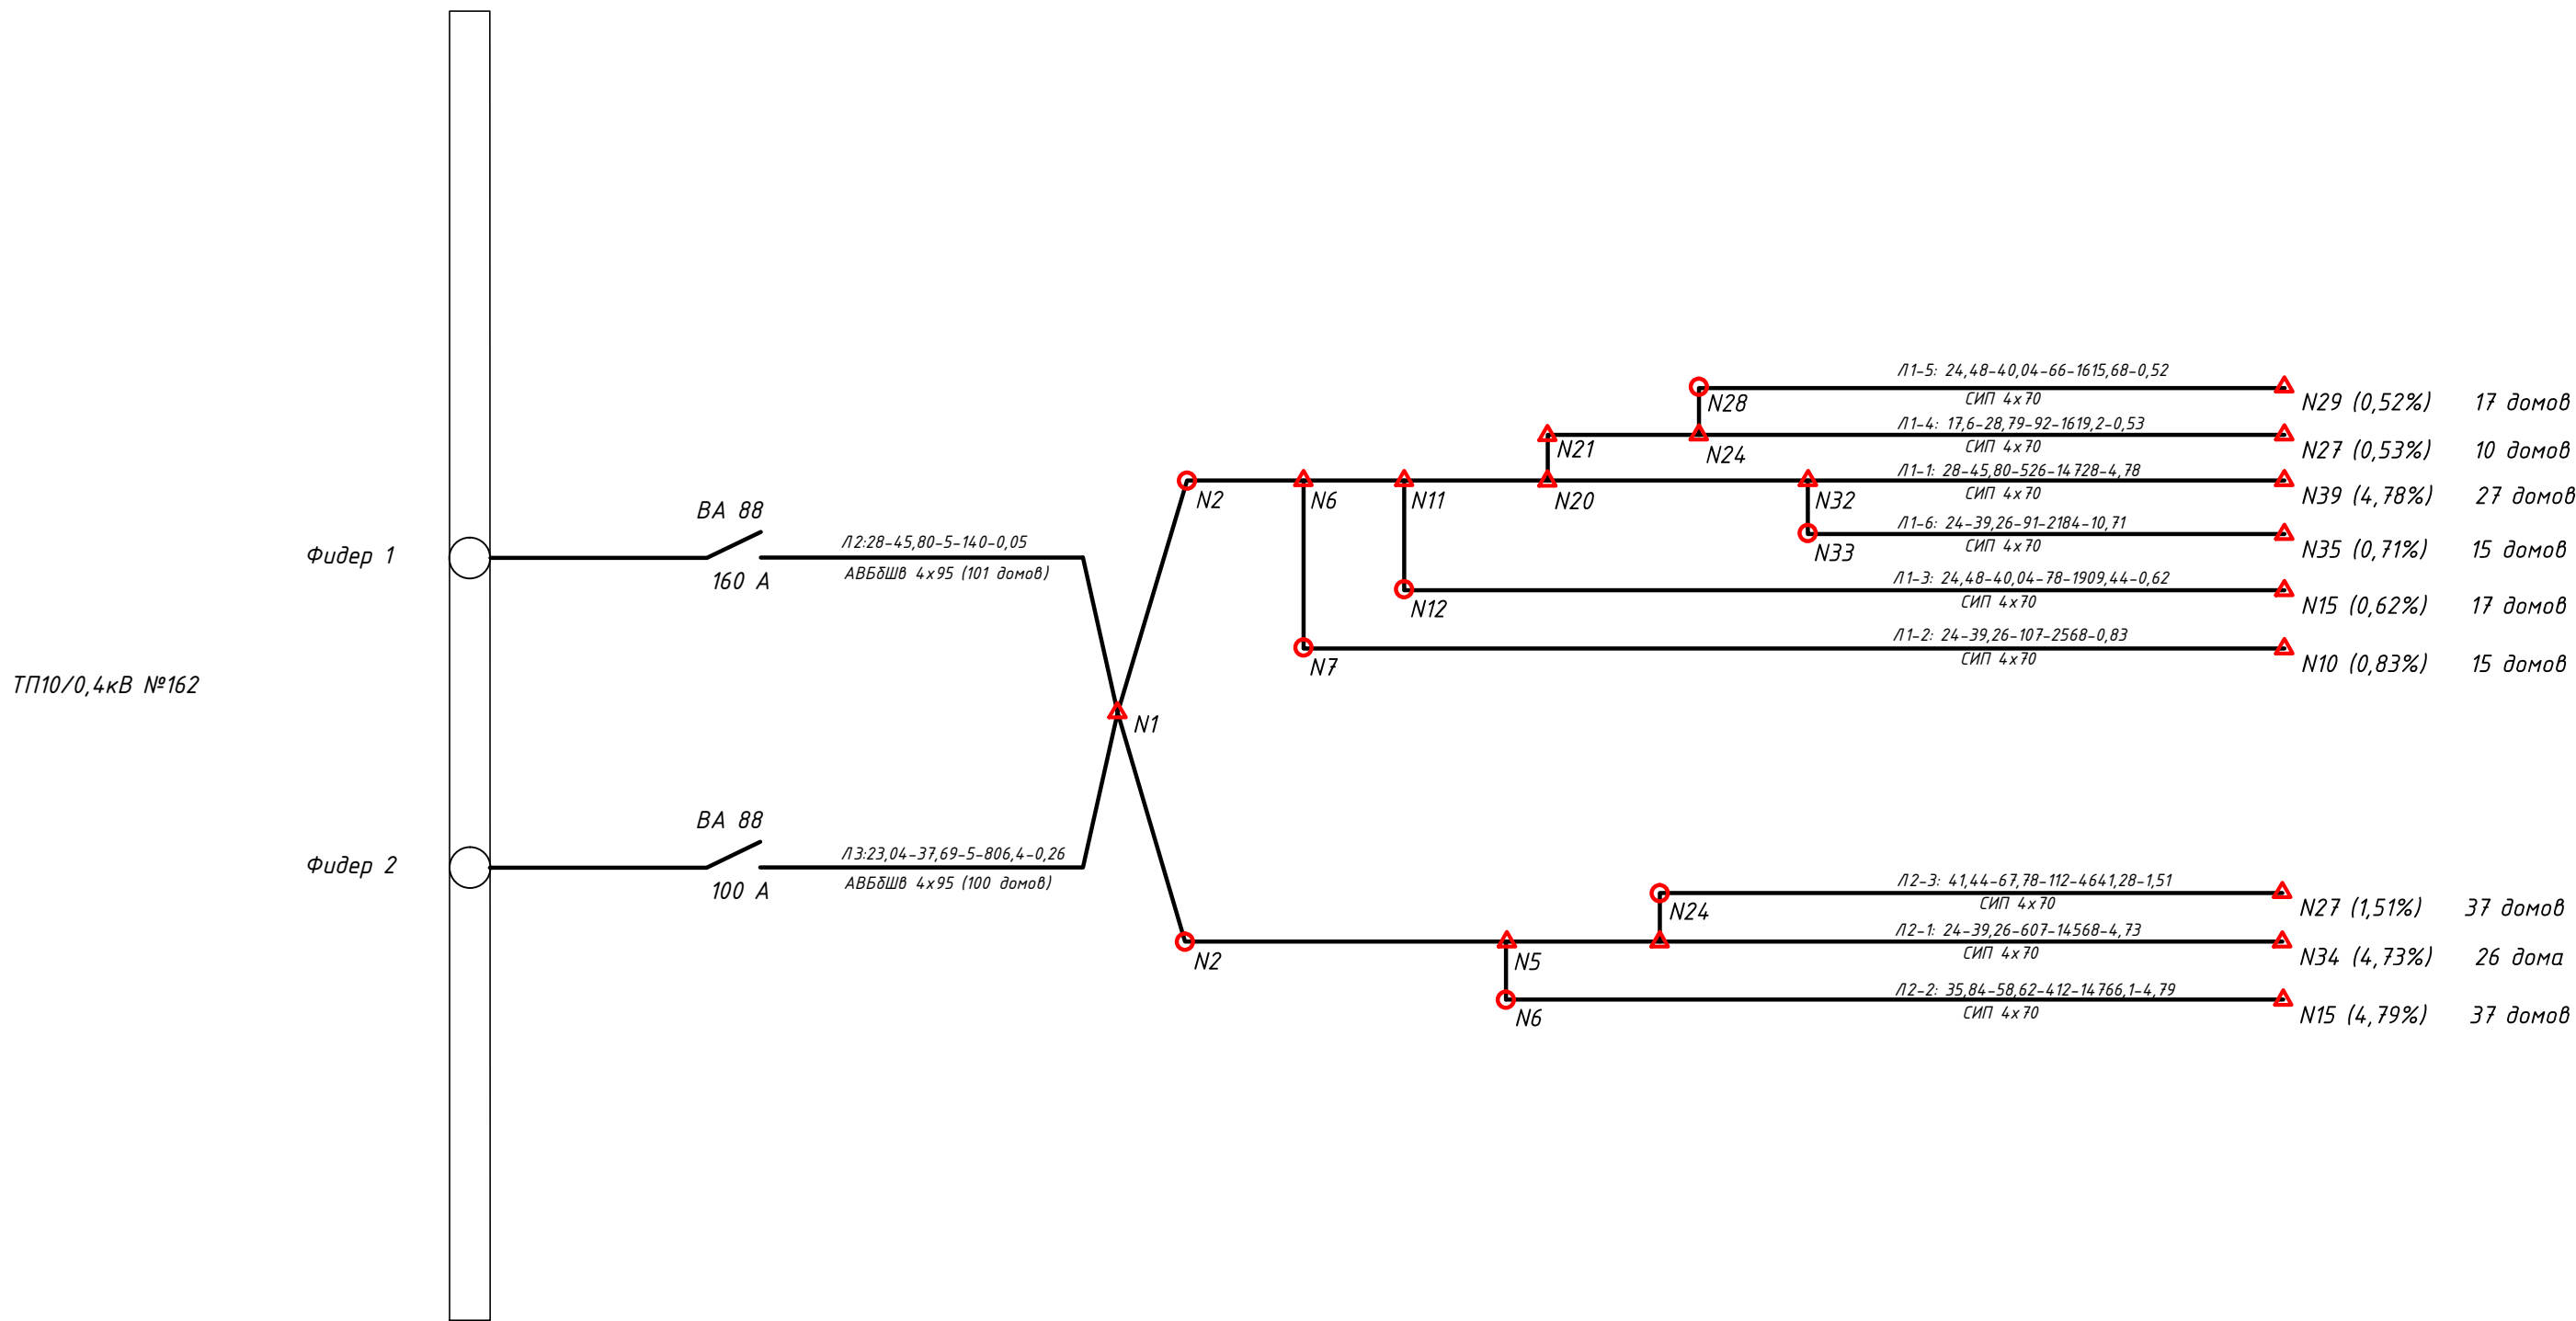 Л1-5: 24,48-40,04-66-1615,68-0,52
СИП 4х70
N28
N29 (0,52%) 17 домов
Л1-4: 17,6-28,79-92-1619,2-0,53
СИП 4х70
N21
N24
N27 (0,53%) 10 домов
Л1-1: 28-45,80-526-14728-4,78
СИП 4х70
N2
N6
N11
N20
N32
N39 (4,78%) 27 домов
Л1-6: 24-39,26-91-2184-10,71
СИП 4х70
N33
N35 (0,71%) 15 домов
Л1-3: 24,48-40,04-78-1909,44-0,62
СИП 4х70
N12
N15 (0,62%) 17 домов
Л1-2: 24-39,26-107-2568-0,83
СИП 4х70
N7
N10 (0,83%) 15 домов
ВА 88
Фидер 1
160 А
Л2:28-45,80-5-140-0,05
АВБбШв 4х95 (101 домов)
ТП10/0,4кВ №162
N1
ВА 88
Фидер 2
100 А
Л3:23,04-37,69-5-806,4-0,26
АВБбШв 4х95 (100 домов)
Л2-3: 41,44-67,78-112-4641,28-1,51
СИП 4х70
N24
N27 (1,51%) 37 домов
Л2-1: 24-39,26-607-14568-4,73
СИП 4х70
N2
N5
N34 (4,73%) 26 дома
Л2-2: 35,84-58,62-412-14766,1-4,79
СИП 4х70
N6
N15 (4,79%) 37 домов